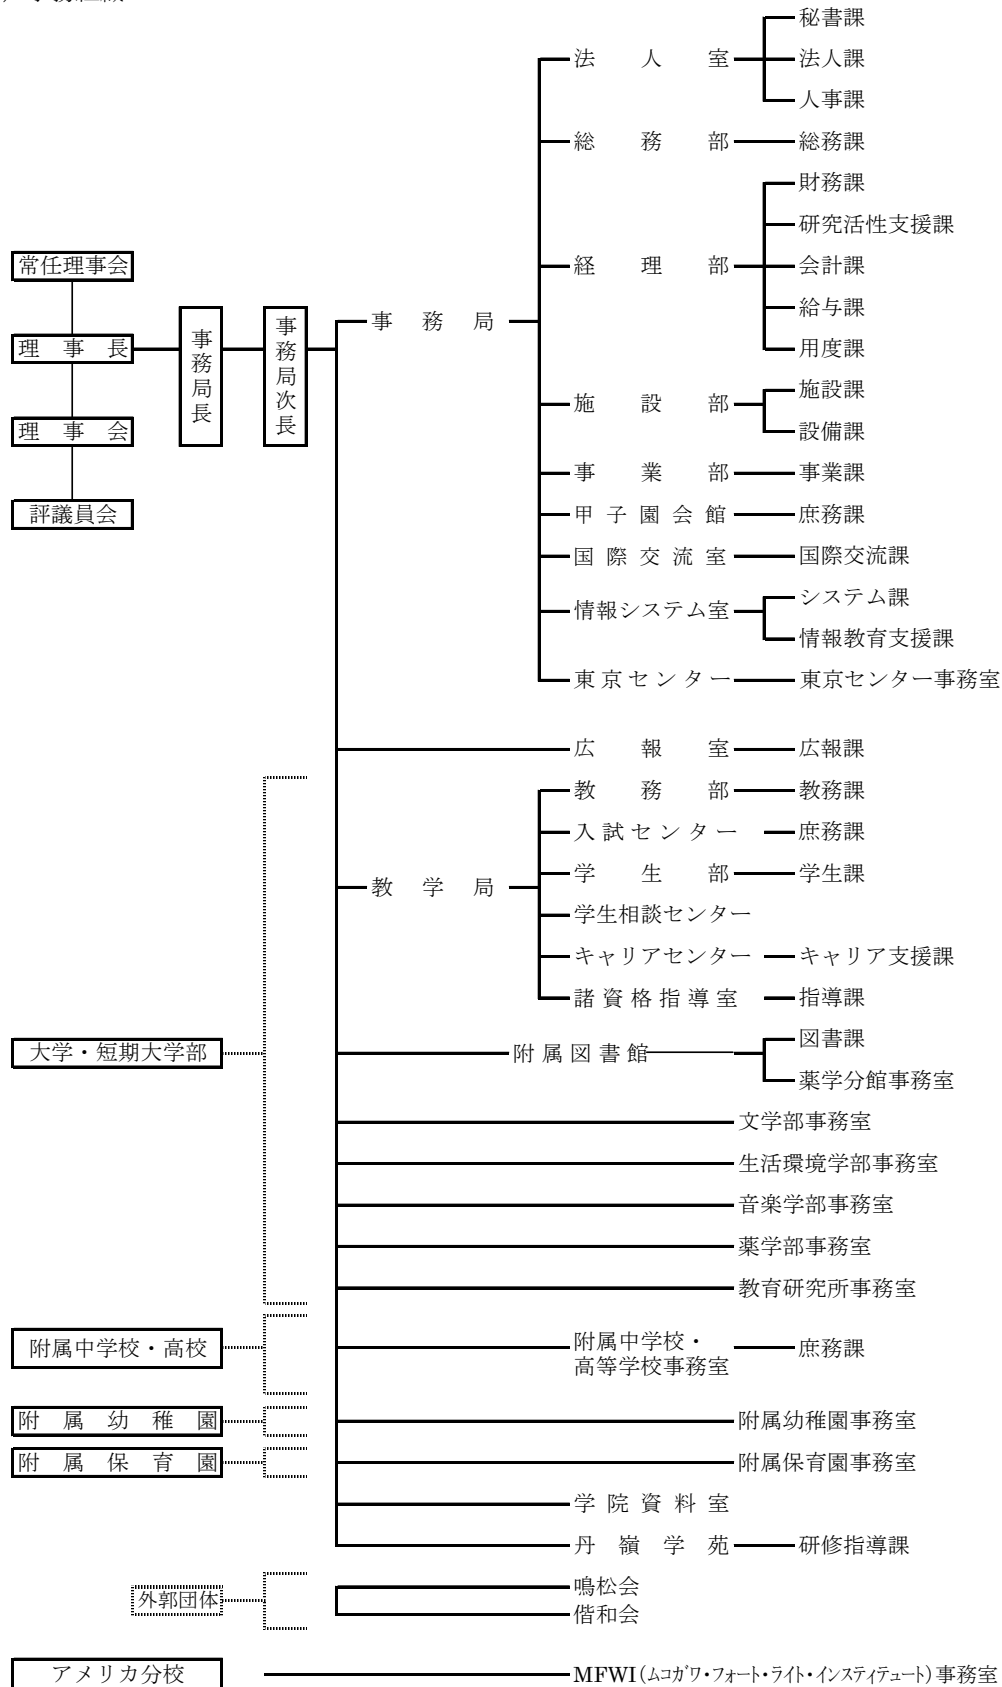 秘書課
法人室
法人課
人事課
総務部
総務課
財務課
研究活性支援課
経理部
会計課
給与課
用度課
常任理事会
理事長
理事会
評議員会
事務局長
事務局次長
事務局
施設部
施設課
設備課
事業部
事業課
甲子園会館
庶務課
国際交流室
国際交流課
情報システム室
システム課
情報教育支援課
東京センター
東京センター事務室
広報室
広報課
教学局
教務部
教務課
入試センター
庶務課
学生部
学生課
学生相談センター
キャリアセンター
キャリア支援課
諸資格指導室
指導課
大学・短期大学部
附属図書館
図書課
薬学分館事務室
文学部事務室
生活環境学部事務室
音楽学部事務室
薬学部事務室
教育研究所事務室
附属中学校・高校
附属中学校・
高等学校事務室
庶務課
附属幼稚園
附属幼稚園事務室
附属保育園
附属保育園事務室
学院資料室
丹嶺学苑
研修指導課
外郭団体
鳴松会
偕和会
アメリカ分校
MFWI(ムコガワ・フォート・ライト・インスティテュート)事務室